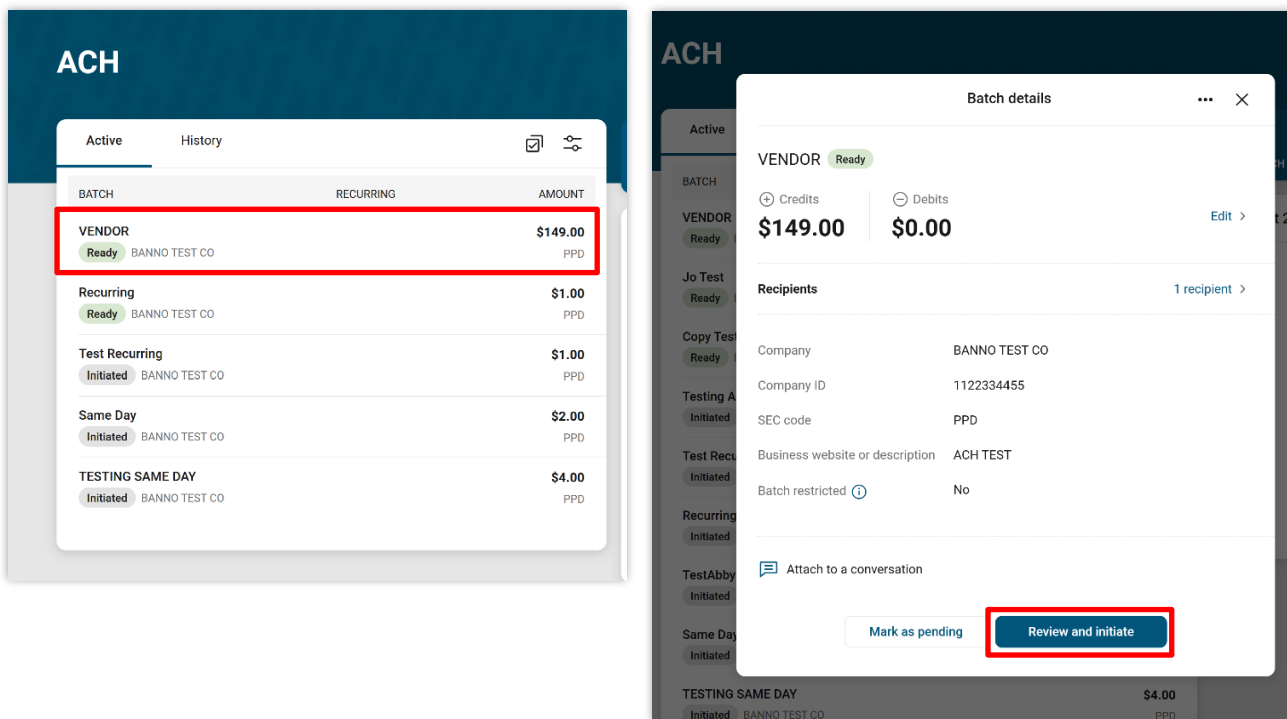 ACH
Active History
BATCH RECURRING AMOUNT
VENDOR $149.00
Ready BANNO TEST CO PPD
Recurring $1.00
Ready BANNO TEST CO PPD
Test Recurring $1.00
Initiated BANNO TEST CO PPD
Same Day $2.00
Initiated BANNO TEST CO PPD
TESTING SAME DAY $4.00
Initiated BANNO TEST CO PPD
ACH
Active
BATCH
VENDOR
Ready
Jo Test
Ready
Copy Test
Ready
Testing A
Initiated
Test Recu
Initiated
Recurring
Initiated
TestAbby
Initiated
Same Day
Initiated
TESTING SAME DAY $4.00
Initiated BANNO TEST CO PPD
Batch details
VENDOR Ready
Credits Debits
$149.00 $0.00
Edit
Recipients 1 recipient
Company BANNO TEST CO
Company ID 1122334455
SEC code PPD
Business website or description ACH TEST
Batch restricted No
Attach to a conversation
Mark as pending Review and initiate